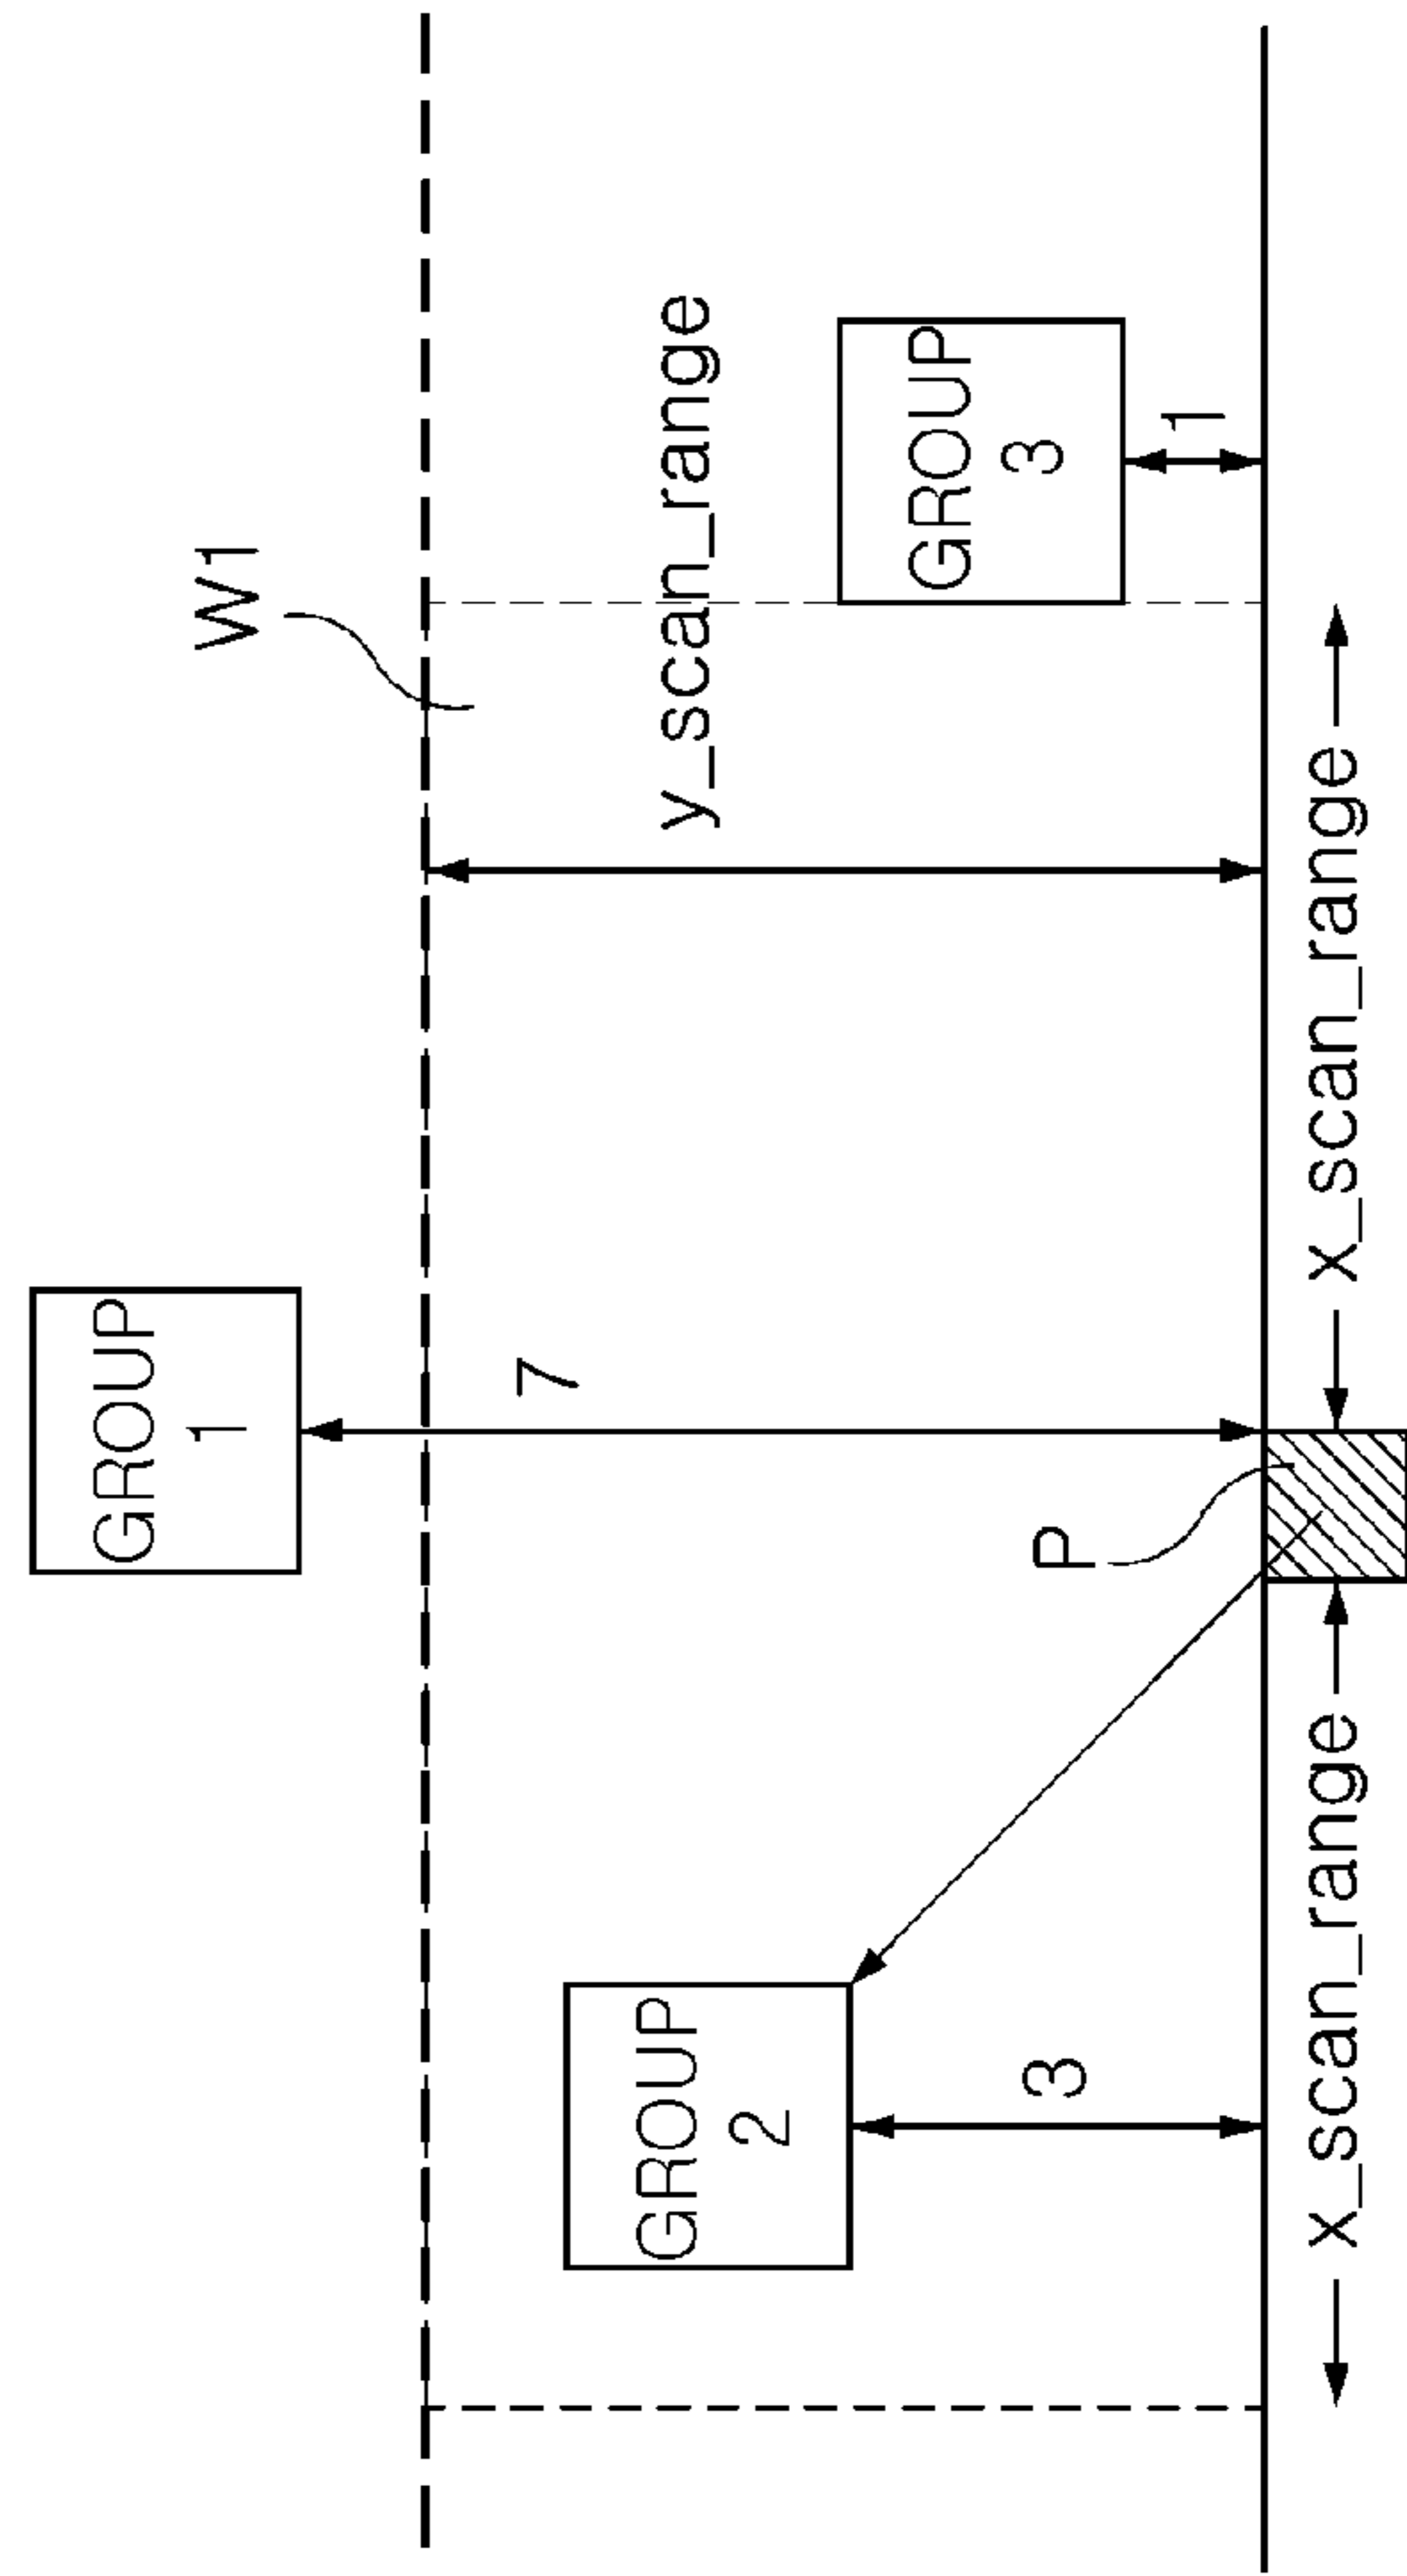 W1
GROUP
1
7
y_scan_range
GROUP
2
3
GROUP
3
1
P
x_scan_range
x_scan_range